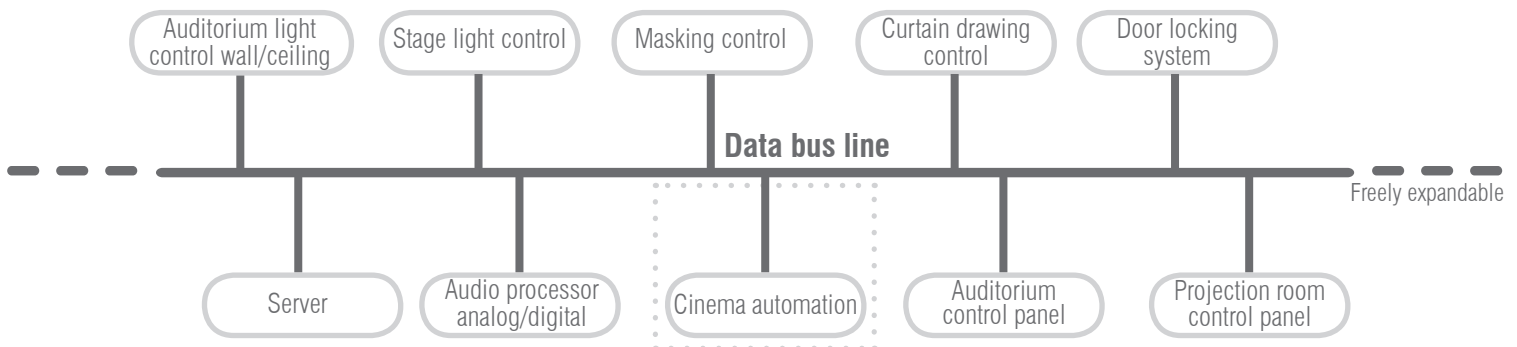 Auditorium light
control wall/ceiling
Stage light control
Masking control
Curtain drawing
control
Door locking
system
Data bus line
Freely expandable
Server
Audio processor
analog/digital
Cinema automation
Auditorium
control panel
Projection room
control panel